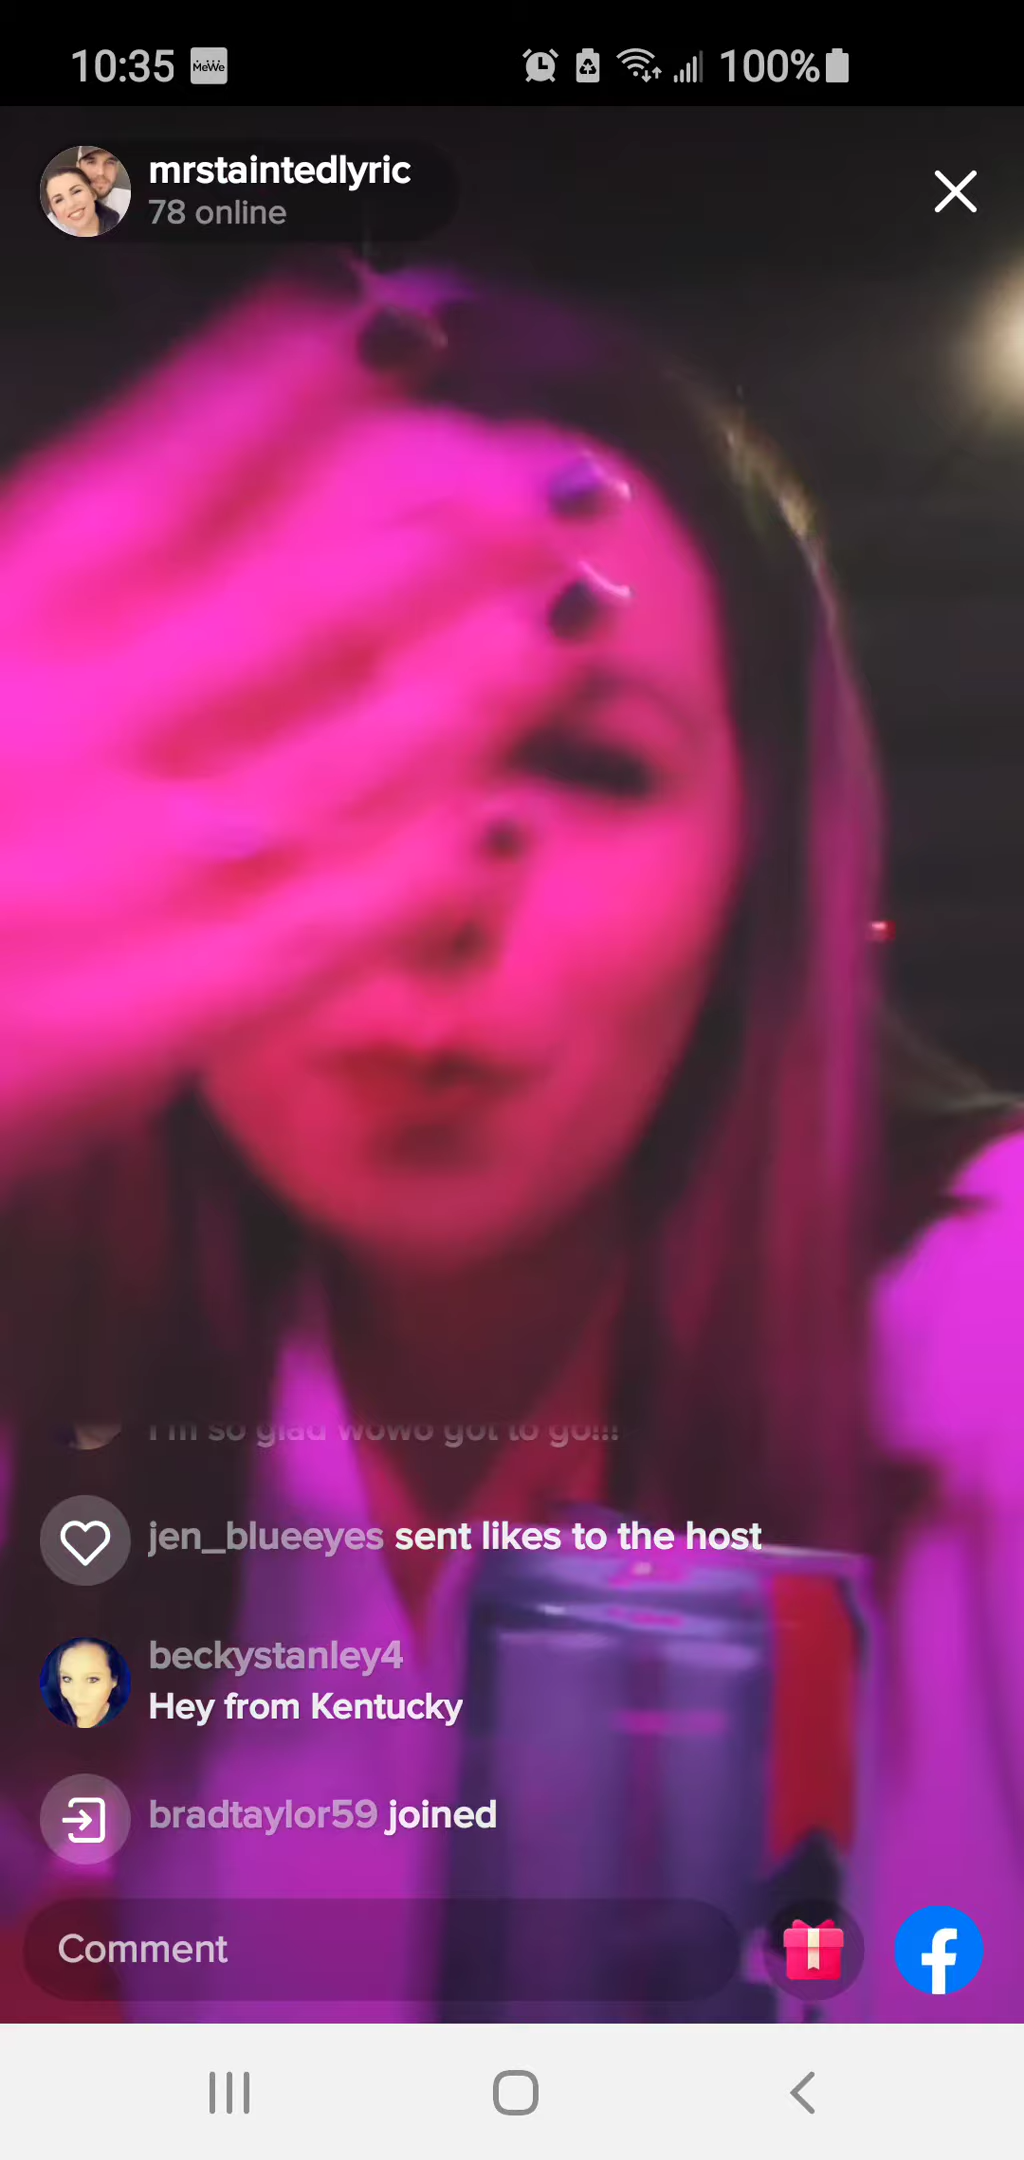 10:35 MeWe 100%
mrstaintedlyric
78 online
I'm so glad wowo got to go!!!
jen_blueeyes sent likes to the host
beckystanley4
Hey from Kentucky
bradtaylor59 joined
Comment